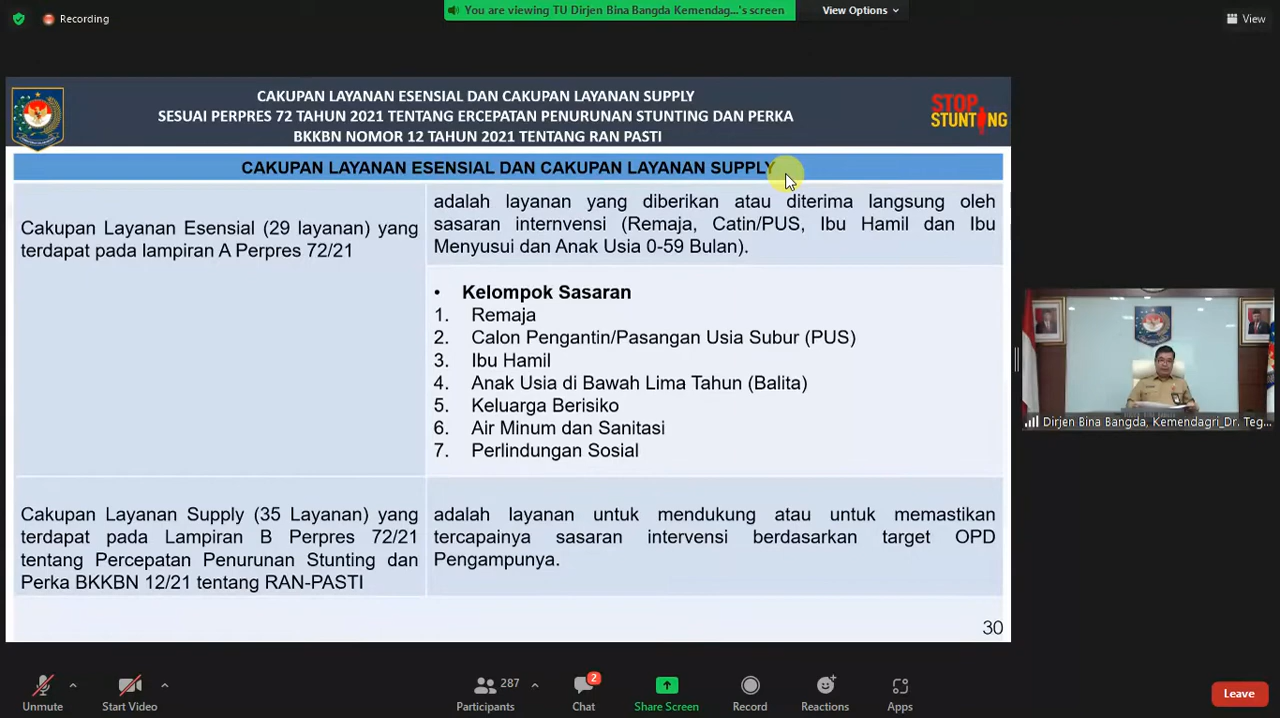 Recording
You are viewing TU Dirjen Bina Bangda Kemendag...'s screen
View Options
View
CAKUPAN LAYANAN ESENSIAL DAN CAKUPAN LAYANAN SUPPLY
SESUAI PERPRES 72 TAHUN 2021 TENTANG ERCEPATAN PENURUNAN STUNTING DAN PERKA
BKKBN NOMOR 12 TAHUN 2021 TENTANG RAN PASTI
STOP
STUNTING
CAKUPAN LAYANAN ESENSIAL DAN CAKUPAN LAYANAN SUPPLY
Cakupan Layanan Esensial (29 layanan) yang
terdapat pada lampiran A Perpres 72/21
adalah layanan yang diberikan atau diterima langsung oleh
sasaran internvensi (Remaja, Catin/PUS, Ibu Hamil dan Ibu
Menyusui dan Anak Usia 0-59 Bulan).
• Kelompok Sasaran
1. Remaja
2. Calon Pengantin/Pasangan Usia Subur (PUS)
3. Ibu Hamil
4. Anak Usia di Bawah Lima Tahun (Balita)
5. Keluarga Berisiko
6. Air Minum dan Sanitasi
7. Perlindungan Sosial
Cakupan Layanan Supply (35 Layanan) yang
terdapat pada Lampiran B Perpres 72/21
tentang Percepatan Penurunan Stunting dan
Perka BKKBN 12/21 tentang RAN-PASTI
adalah layanan untuk mendukung atau untuk memastikan
tercapainya sasaran intervensi berdasarkan target OPD
Pengampunya.
30
Dirjen Bina Bangda, Kemendagri_Dr. Teg...
Unmute
Start Video
287
Participants
2
Chat
Share Screen
Record
Reactions
Apps
Leave